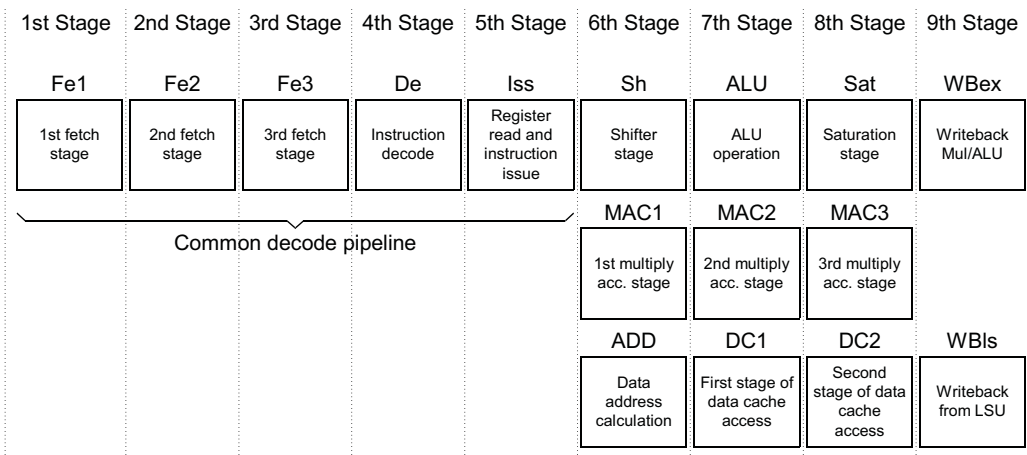 1st Stage 2nd Stage 3rd Stage 4th Stage 5th Stage 6th Stage 7th Stage 8th Stage 9th Stage
Fe1 Fe2 Fe3 De Iss Sh ALU Sat WBex
1st fetch
stage
2nd fetch
stage
3rd fetch
stage
Instruction
decode
Register
read and
instruction
issue
Shifter
stage
ALU
operation
Saturation
stage
Writeback
Mul/ALU
Common decode pipeline
MAC1 MAC2 MAC3
1st multiply
acc. stage
2nd multiply
acc. stage
3rd multiply
acc. stage
ADD DC1 DC2 WBls
Data
address
calculation
First stage of
data cache
access
Second
stage of data
cache
access
Writeback
from LSU